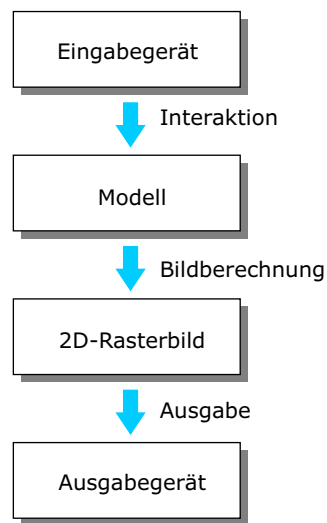 Eingabegerät
Interaktion
Modell
Bildberechnung
2D-Rasterbild
Ausgabe
Ausgabegerät